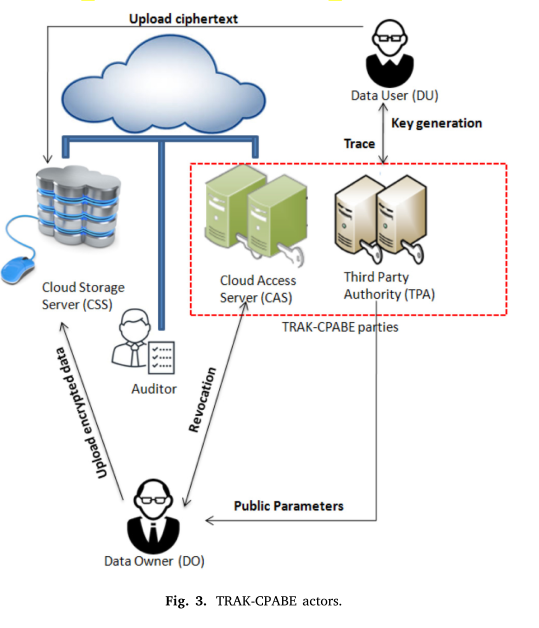 Upload ciphertext
Data User (DU)
Key generation
Trace
Cloud Storage
Server (CSS)
Cloud Access
Server (CAS)
Third Party
Authority (TPA)
TRAK-CPABE parties
Auditor
Upload encrypted data
Revocation
Public Parameters
Data Owner (DO)
Fig. 3. TRAK-CPABE actors.